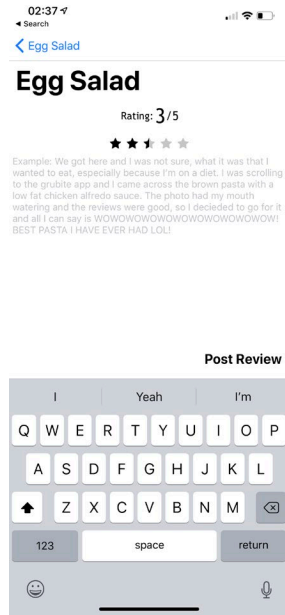 02:37
Search
Egg Salad
Egg Salad
Rating: 3/5
Example: We got here and I was not sure, what it was that I
wanted to eat, especially because I'm on a diet. I was scrolling
to the grubite app and I came across the brown pasta with a
low fat chicken alfredo sauce. The photo had my mouth
watering and the reviews were good, so I decieded to go for it
and all I can say is WOWOWOWOWOWOWOWOWOWOW!
BEST PASTA I HAVE EVER HAD LOL!
Post Review
I Yeah I'm
Q W E R T Y U I O P
A S D F G H J K L
Z X C V B N M
123 space return